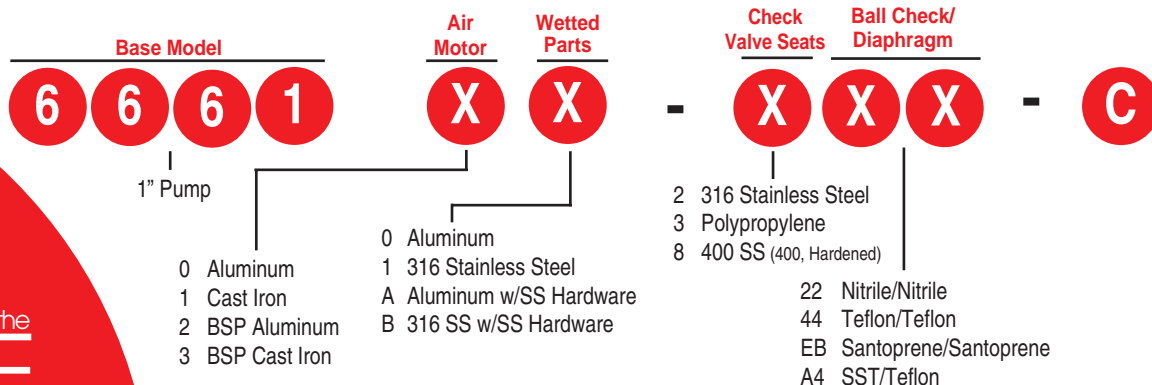 Base Model
Air
Motor
Wetted
Parts
Check
Valve Seats
Ball Check/
Diaphragm
6 6 6 1 X X - X X X - C
1” Pump
0 Aluminum
1 Cast Iron
2 BSP Aluminum
3 BSP Cast Iron
0 Aluminum
1 316 Stainless Steel
A Aluminum w/SS Hardware
B 316 SS w/SS Hardware
2 316 Stainless Steel
3 Polypropylene
8 400 SS (400, Hardened)
22 Nitrile/Nitrile
44 Teflon/Teflon
EB Santoprene/Santoprene
A4 SST/Teflon
he